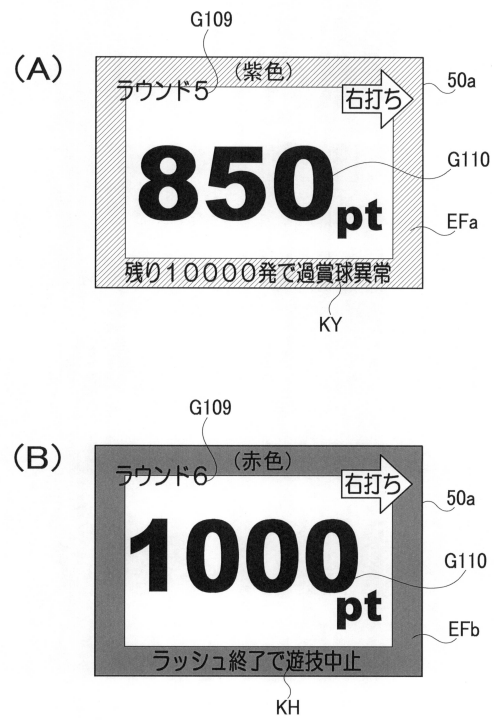 G109
(A)
(紫色)
50a
ラウンド5
右打ち
850pt
G110
EFa
残り10000発で過賞球異常
KY
G109
(B)
(赤色)
ラウンド6
右打ち
50a
1000pt
G110
EFb
ラッシュ終了で遊技中止
KH